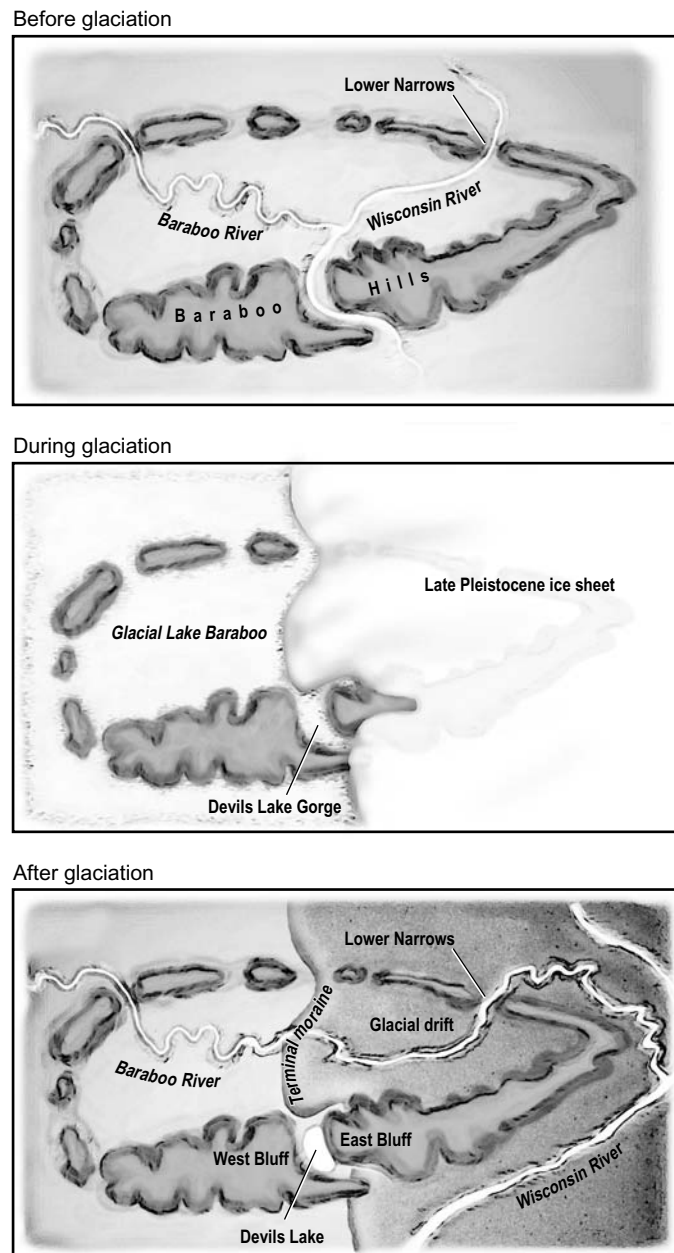 Before glaciation
Lower Narrows
Wisconsin River
Baraboo River
Hills
Baraboo
During glaciation
Late Pleistocene ice sheet
Glacial Lake Baraboo
Devils Lake Gorge
After glaciation
Lower Narrows
Terminal moraine
Glacial drift
Baraboo River
East Bluff
West Bluff
Wisconsin River
Devils Lake